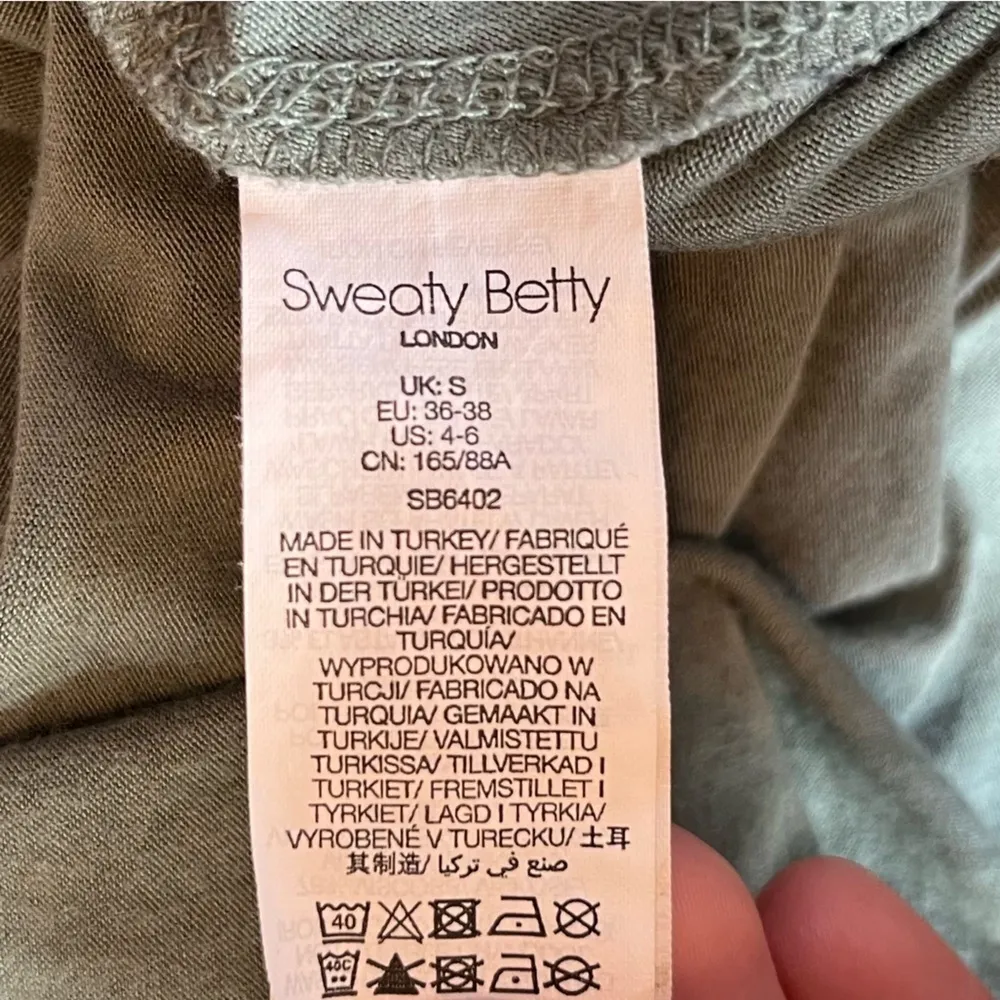 Sweaty Betty
LONDON
UK: S
EU: 36-38
US: 4-6
CN: 165/88A
SB6402
MADE IN TURKEY/ FABRIQUÉ
EN TURQUIE/ HERGESTELLT
IN DER TÜRKEI/ PRODOTTO
IN TURCHIA/ FABRICADO EN
TURQUÍA/
WYPRODUKOWANO W
TURCJI/ FABRICADO NA
TURQUIA/ GEMAAKT IN
TURKIJE/ VALMISTETTU
TURKISSA/ TILLVERKAD I
TURKIET/ FREMSTILLET I
TYRKIET/ LAGD I TYRKIA/
VYROBENÉ V TURECKU/ 土耳
其制造/ صنع في تركيا
40
40C